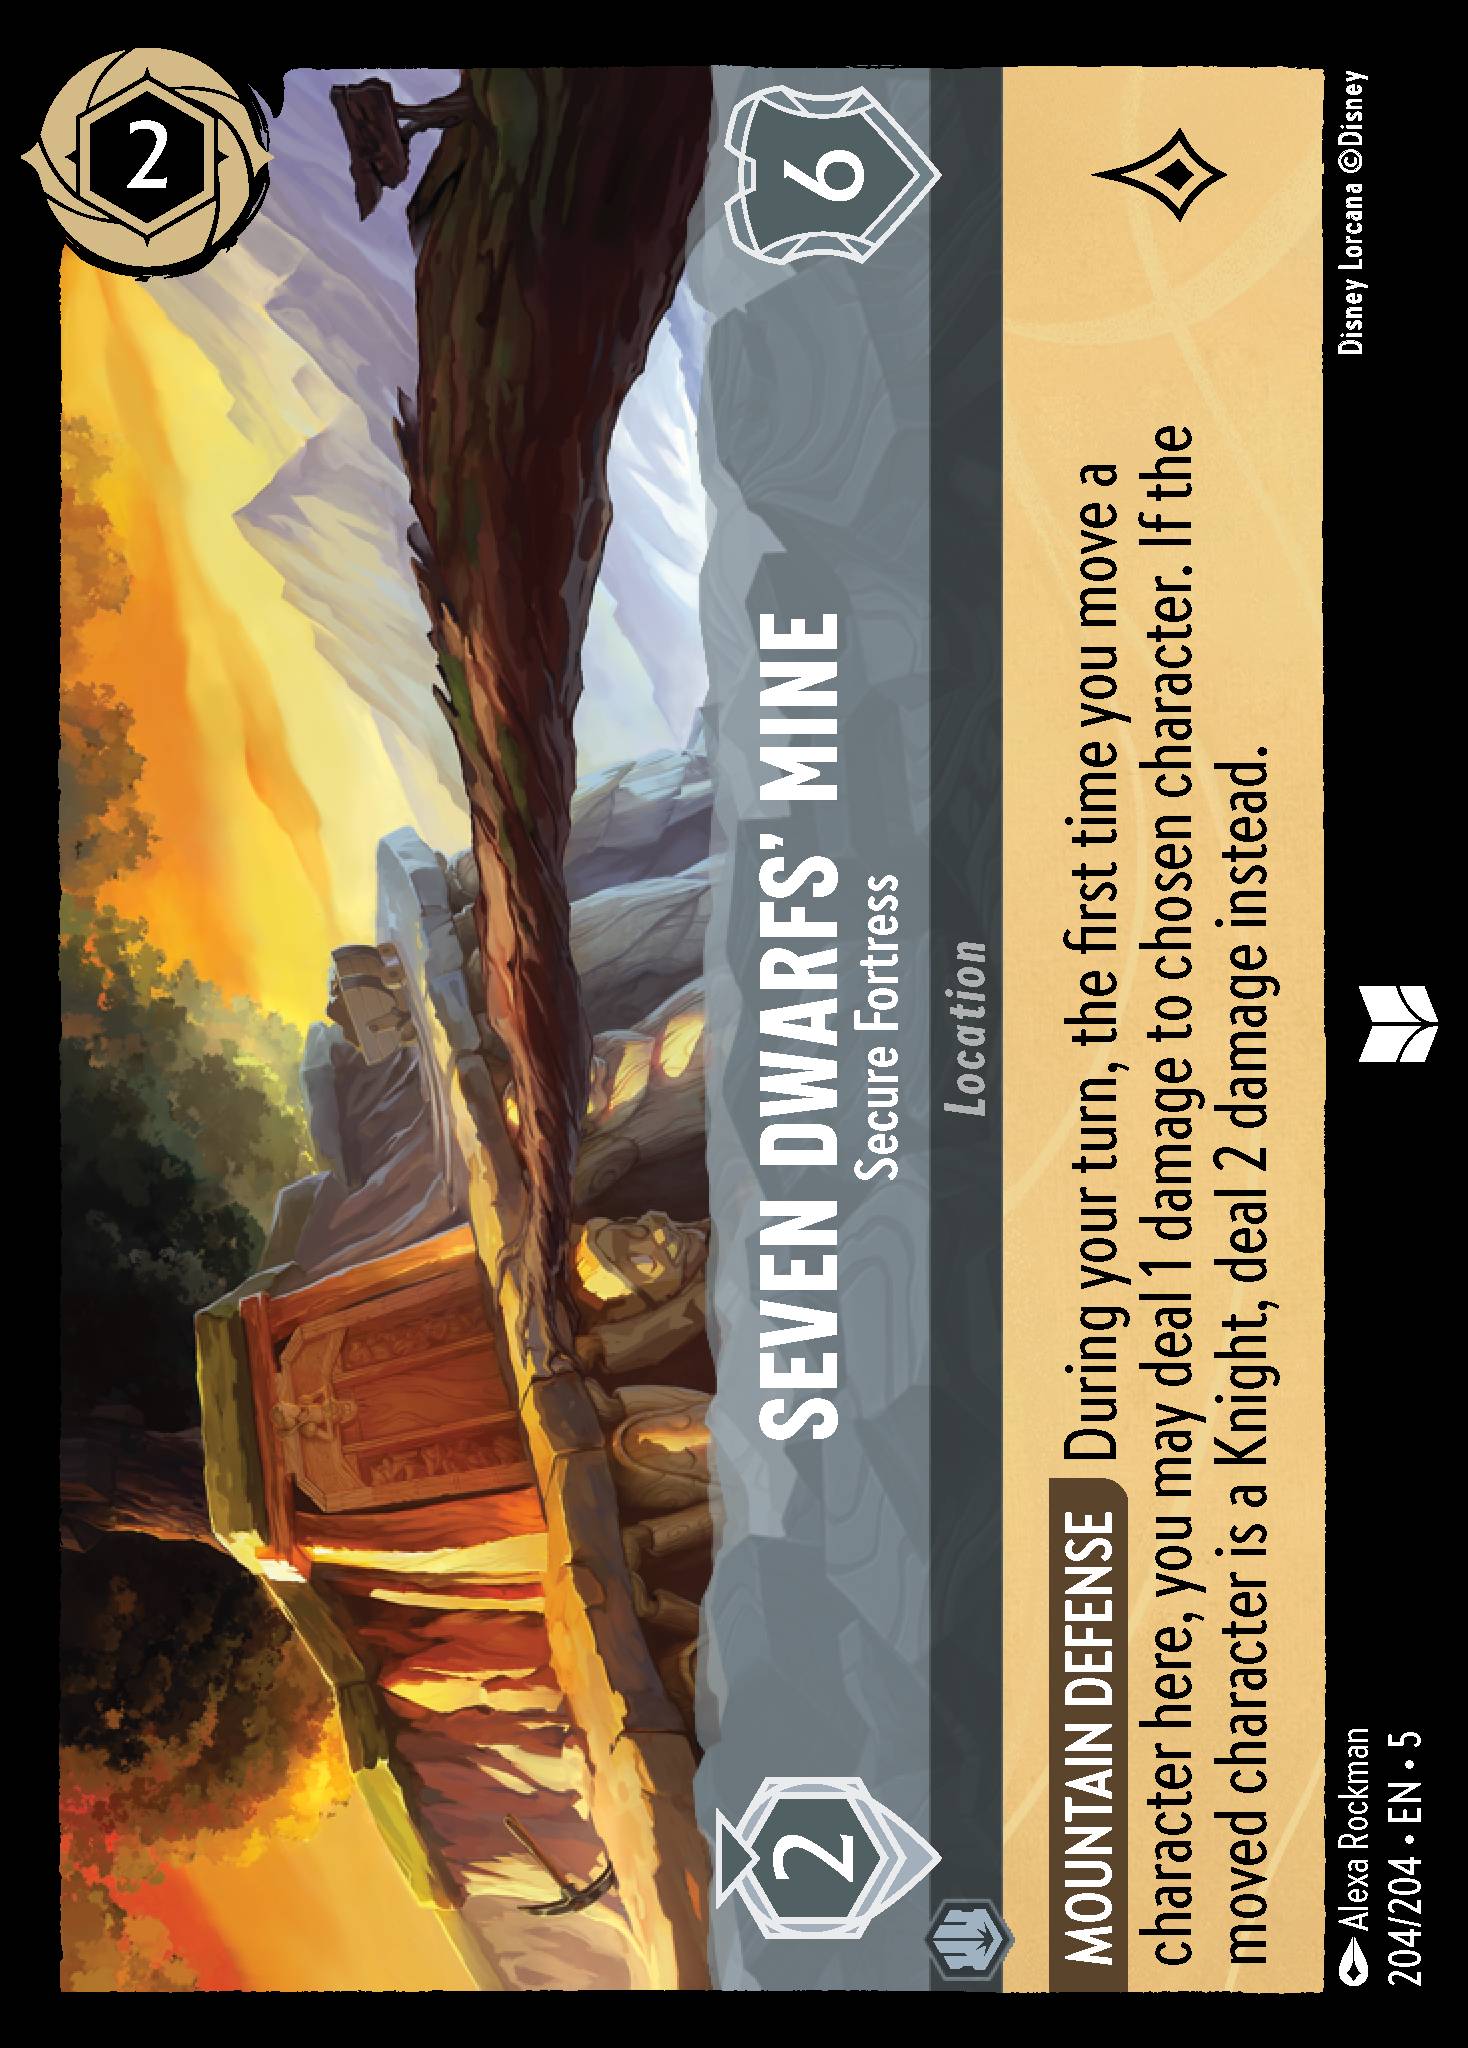 2
SEVEN DWARFS’ MINE
Secure Fortress
2
6
Location
MOUNTAIN DEFENSE During your turn, the first time you move a
character here, you may deal 1 damage to chosen character. If the
moved character is a Knight, deal 2 damage instead.
Alexa Rockman
204/204 • EN • 5
Disney Lorcana ©Disney